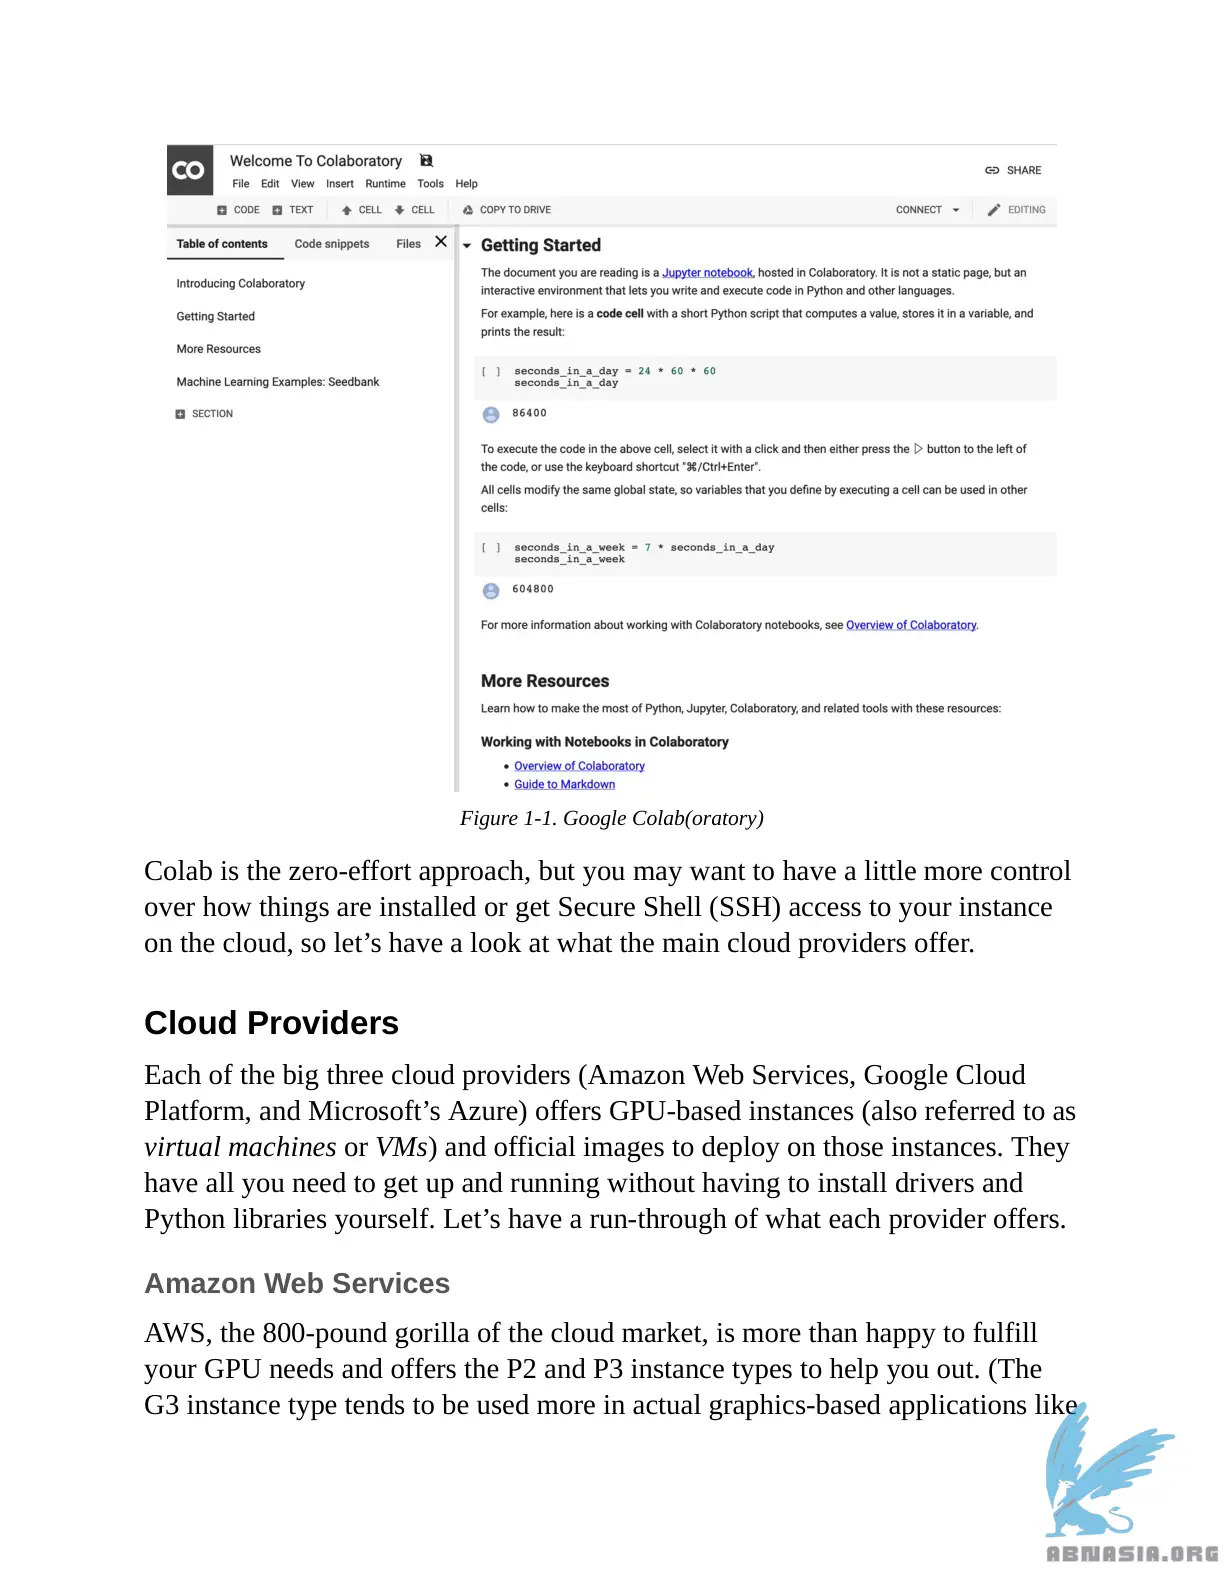 CO
Welcome To Colaboratory
SHARE
File Edit View Insert Runtime Tools Help
CODE TEXT CELL CELL COPY TO DRIVE CONNECT EDITING
Table of contents Code snippets Files
Introducing Colaboratory
Getting Started
More Resources
Machine Learning Examples: Seedbank
SECTION
Getting Started
The document you are reading is a Jupyter notebook, hosted in Colaboratory. It is not a static page, but an
interactive environment that lets you write and execute code in Python and other languages.
For example, here is a code cell with a short Python script that computes a value, stores it in a variable, and
prints the result:
[ ] seconds_in_a_day = 24 * 60 * 60
seconds_in_a_day
86400
To execute the code in the above cell, select it with a click and then either press the ▷ button to the left of
the code, or use the keyboard shortcut "⌘/Ctrl+Enter".
All cells modify the same global state, so variables that you define by executing a cell can be used in other
cells:
[ ] seconds_in_a_week = 7 * seconds_in_a_day
seconds_in_a_week
604800
For more information about working with Colaboratory notebooks, see Overview of Colaboratory.
More Resources
Learn how to make the most of Python, Jupyter, Colaboratory, and related tools with these resources:
Working with Notebooks in Colaboratory
• Overview of Colaboratory
• Guide to Markdown
Figure 1-1. Google Colab(oratory)
Colab is the zero-effort approach, but you may want to have a little more control
over how things are installed or get Secure Shell (SSH) access to your instance
on the cloud, so let’s have a look at what the main cloud providers offer.
Cloud Providers
Each of the big three cloud providers (Amazon Web Services, Google Cloud
Platform, and Microsoft’s Azure) offers GPU-based instances (also referred to as
virtual machines or VMs) and official images to deploy on those instances. They
have all you need to get up and running without having to install drivers and
Python libraries yourself. Let’s have a run-through of what each provider offers.
Amazon Web Services
AWS, the 800-pound gorilla of the cloud market, is more than happy to fulfill
your GPU needs and offers the P2 and P3 instance types to help you out. (The
G3 instance type tends to be used more in actual graphics-based applications like
ABNASIA.ORG